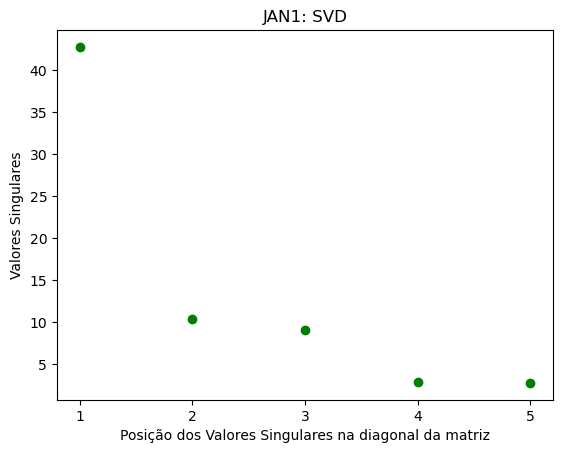 JAN1: SVD
Valores Singulares
40
35
30
25
20
15
10
5
1 2 3 4 5
Posição dos Valores Singulares na diagonal da matriz